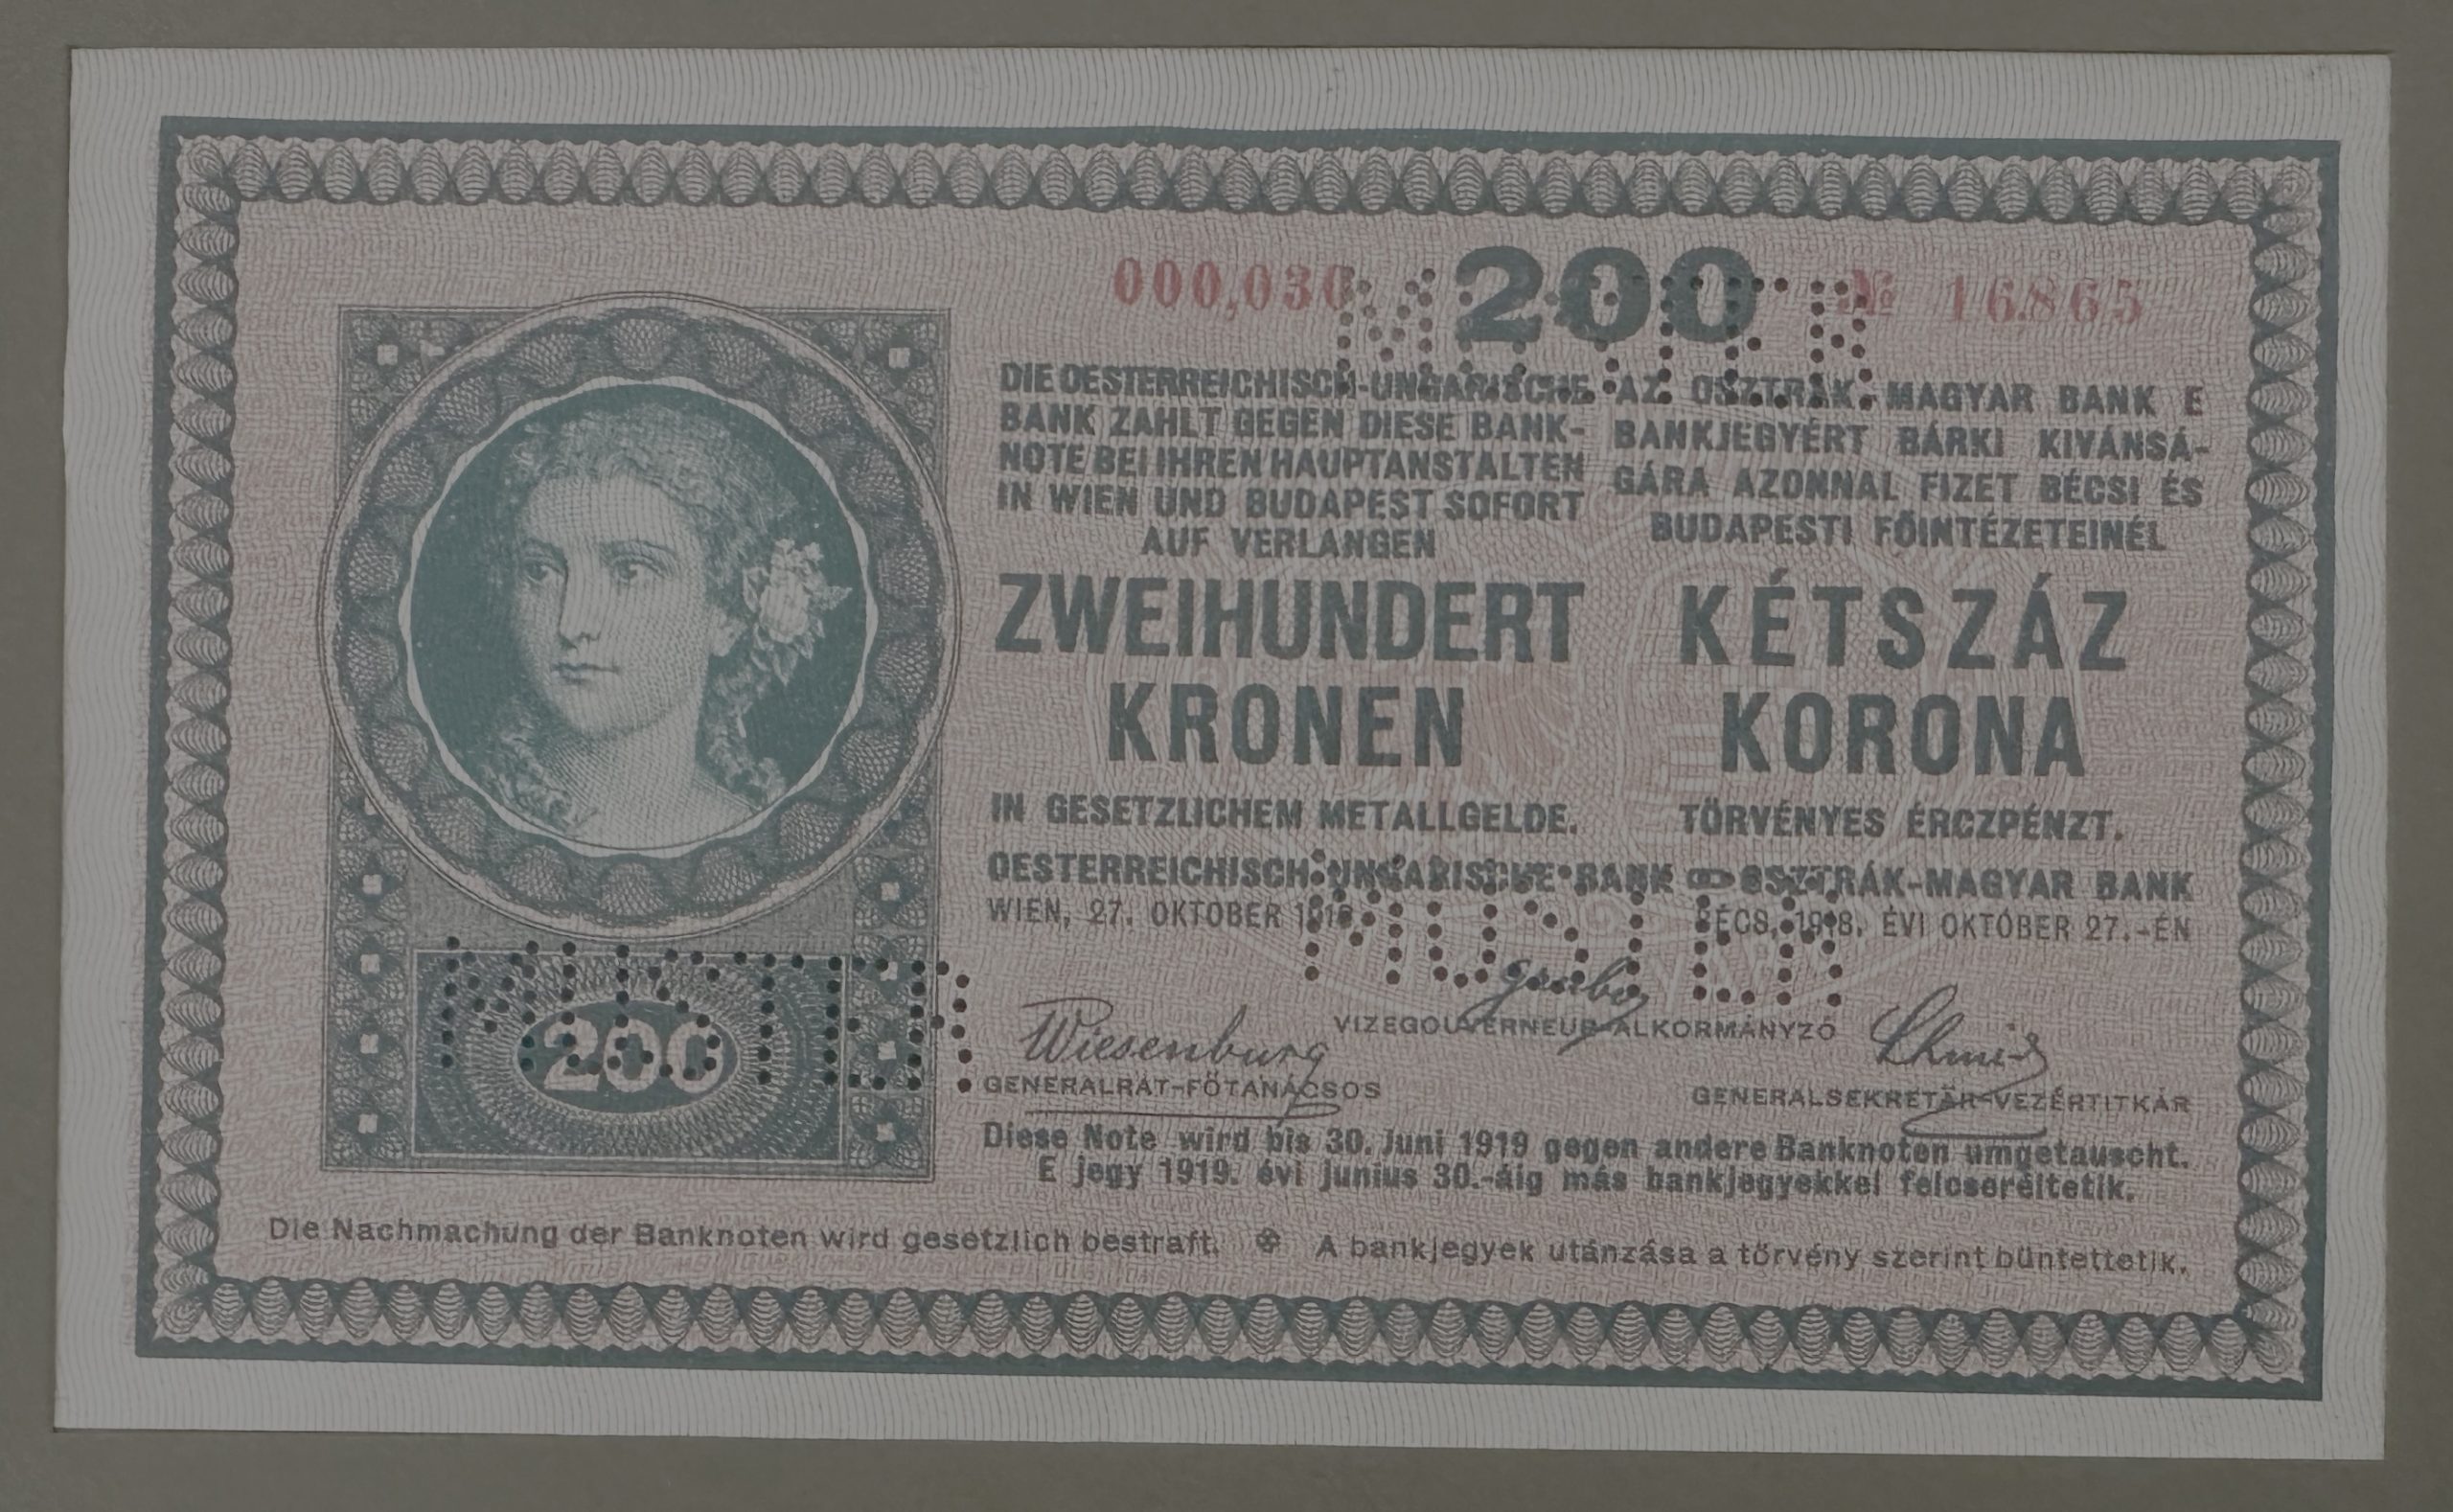 000,030 200 № 16865
DIE OESTERREICHISCH-UNGARISCHE
BANK ZAHLT GEGEN DIESE BANK-
NOTE BEI IHREN HAUPTANSTALTEN
IN WIEN UND BUDAPEST SOFORT
AUF VERLANGEN
ZWEIHUNDERT
KRONEN
IN GESETZLICHEM METALLGELDE.
AZ OSZTRÁK-MAGYAR BANK E
BANKJEGYÉRT BÁRKI KIVÁNSÁ-
GÁRA AZONNAL FIZET BÉCSI ÉS
BUDAPESTI FŐINTÉZETEINÉL
KÉTSZÁZ
KORONA
TÖRVÉNYES ÉRCZPÉNZT.
OESTERREICHISCH-UNGARISCHE BANK OSZTRÁK-MAGYAR BANK
WIEN, 27. OKTOBER 1918. BÉCS, 1918. ÉVI OKTÓBER 27.-ÉN
MUSTER
MUSTER
MUSTER
200
Wiesenburg
GENERALRAT-FŐTANÁCSOS
VIZEGOUVERNEUR-ALKORMÁNYZÓ
GENERALSEKRETÄR-VEZÉRTITKÁR
Diese Note wird bis 30. Juni 1919 gegen andere Banknoten umgetauscht.
E jegy 1919. évi junius 30.-áig más bankjegyekkel felcseréltetik.
Die Nachmachung der Banknoten wird gesetzlich bestraft. A bankjegyek utánzása a törvény szerint büntettetik.